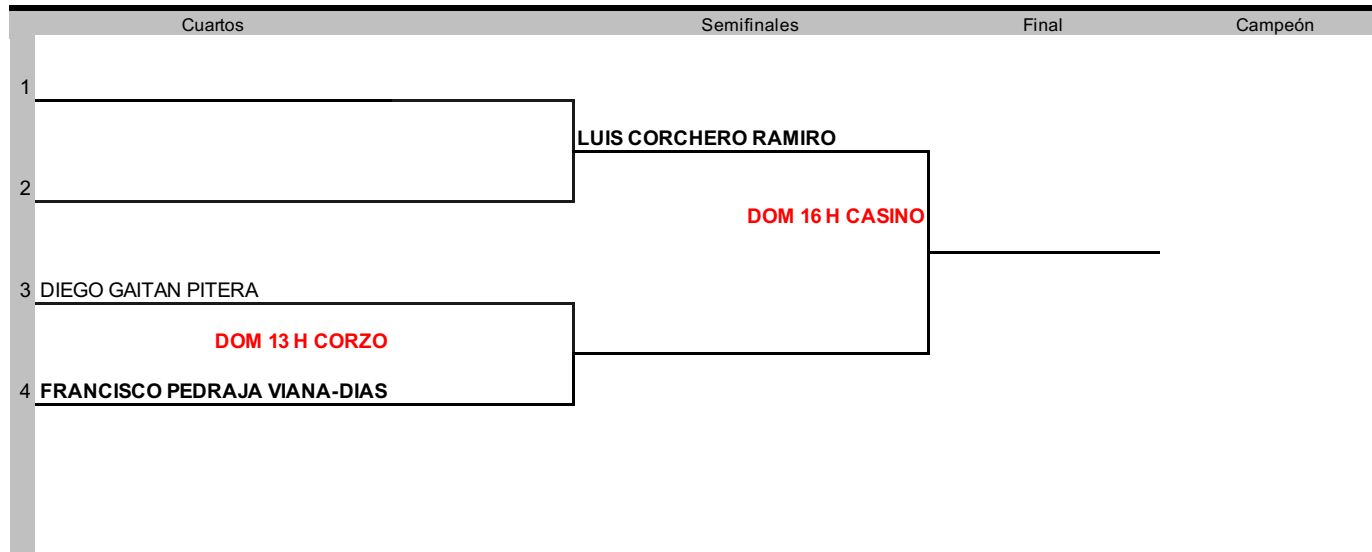 Cuartos Semifinales Final Campeón
1
LUIS CORCHERO RAMIRO
2
DOM 16 H CASINO
3 DIEGO GAITAN PITERA
DOM 13 H CORZO
4 FRANCISCO PEDRAJA VIANA-DIAS